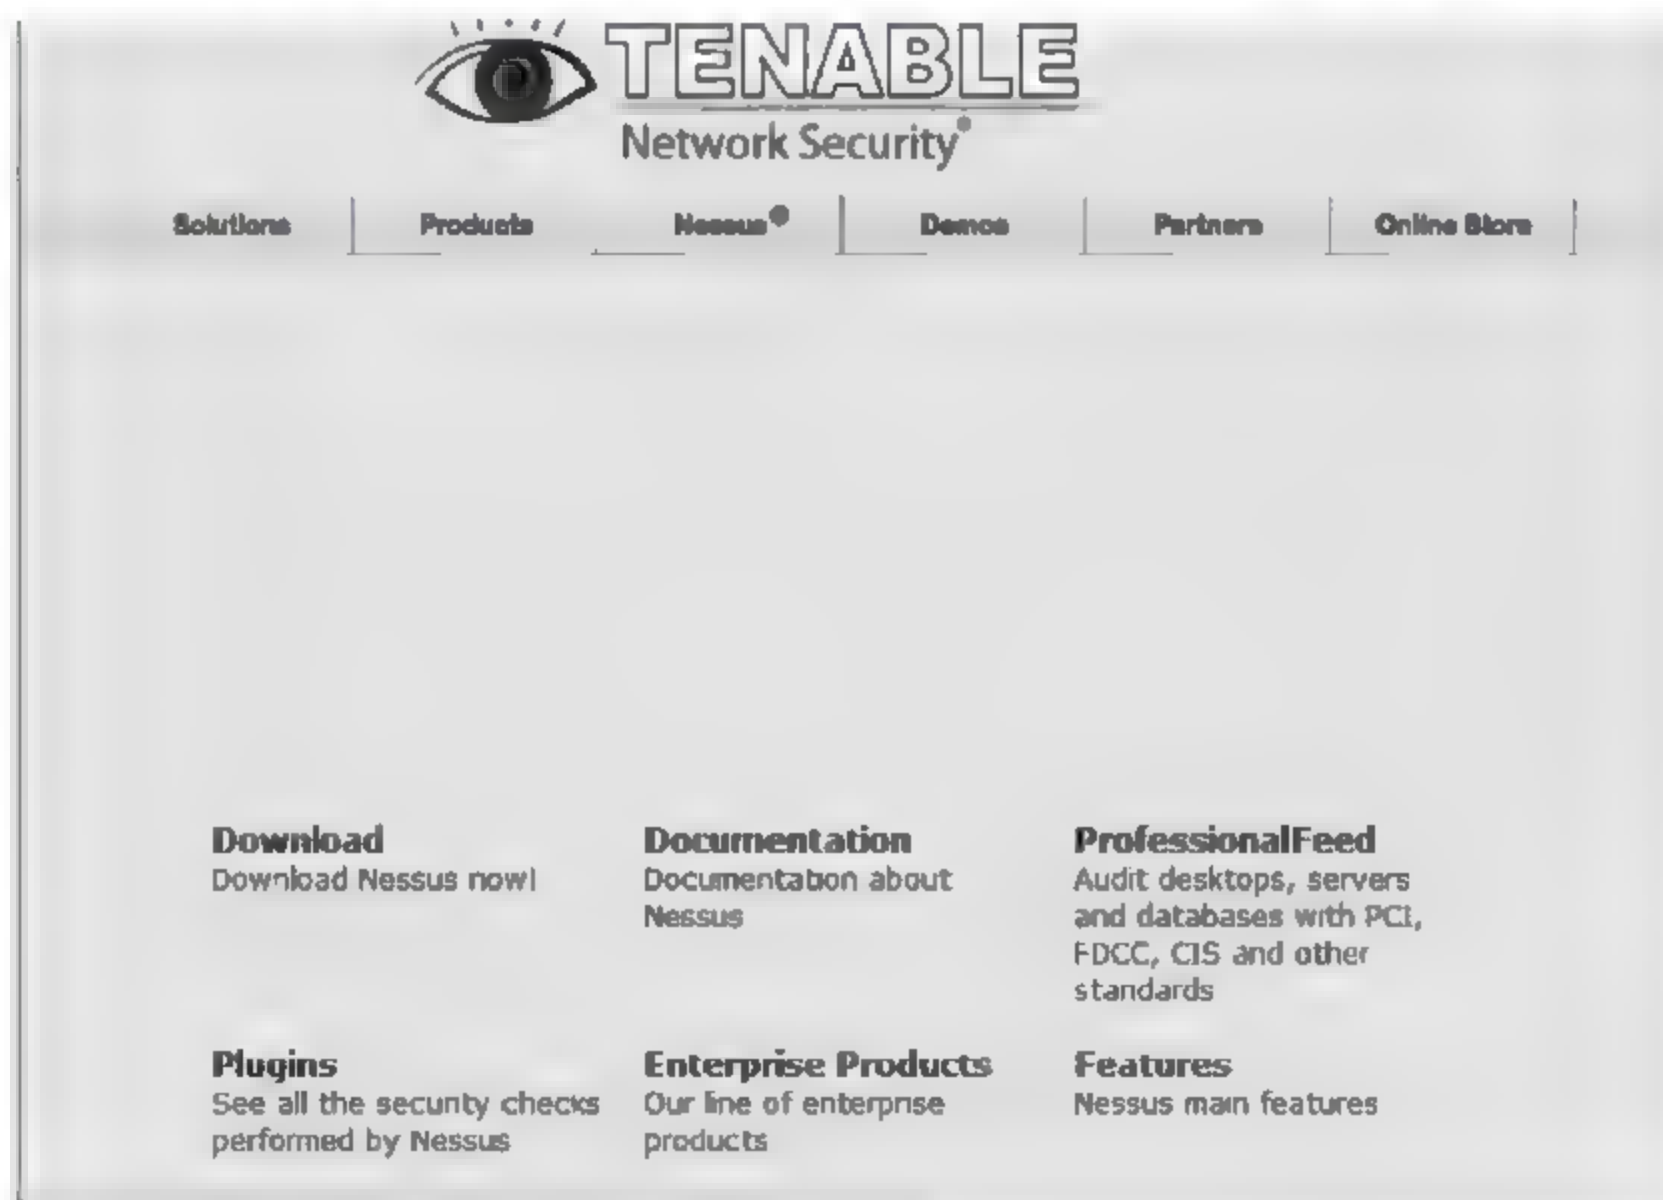 TENABLE
Network Security®
Solutions Products Nessus® Demos Partners Online Store
Download Documentation ProfessionalFeed
Download Nessus now! Documentation about Audit desktops, servers
Nessus and databases with PCI,
FDCC, CIS and other
standards
Plugins Enterprise Products Features
See all the security checks Our line of enterprise Nessus main features
performed by Nessus products